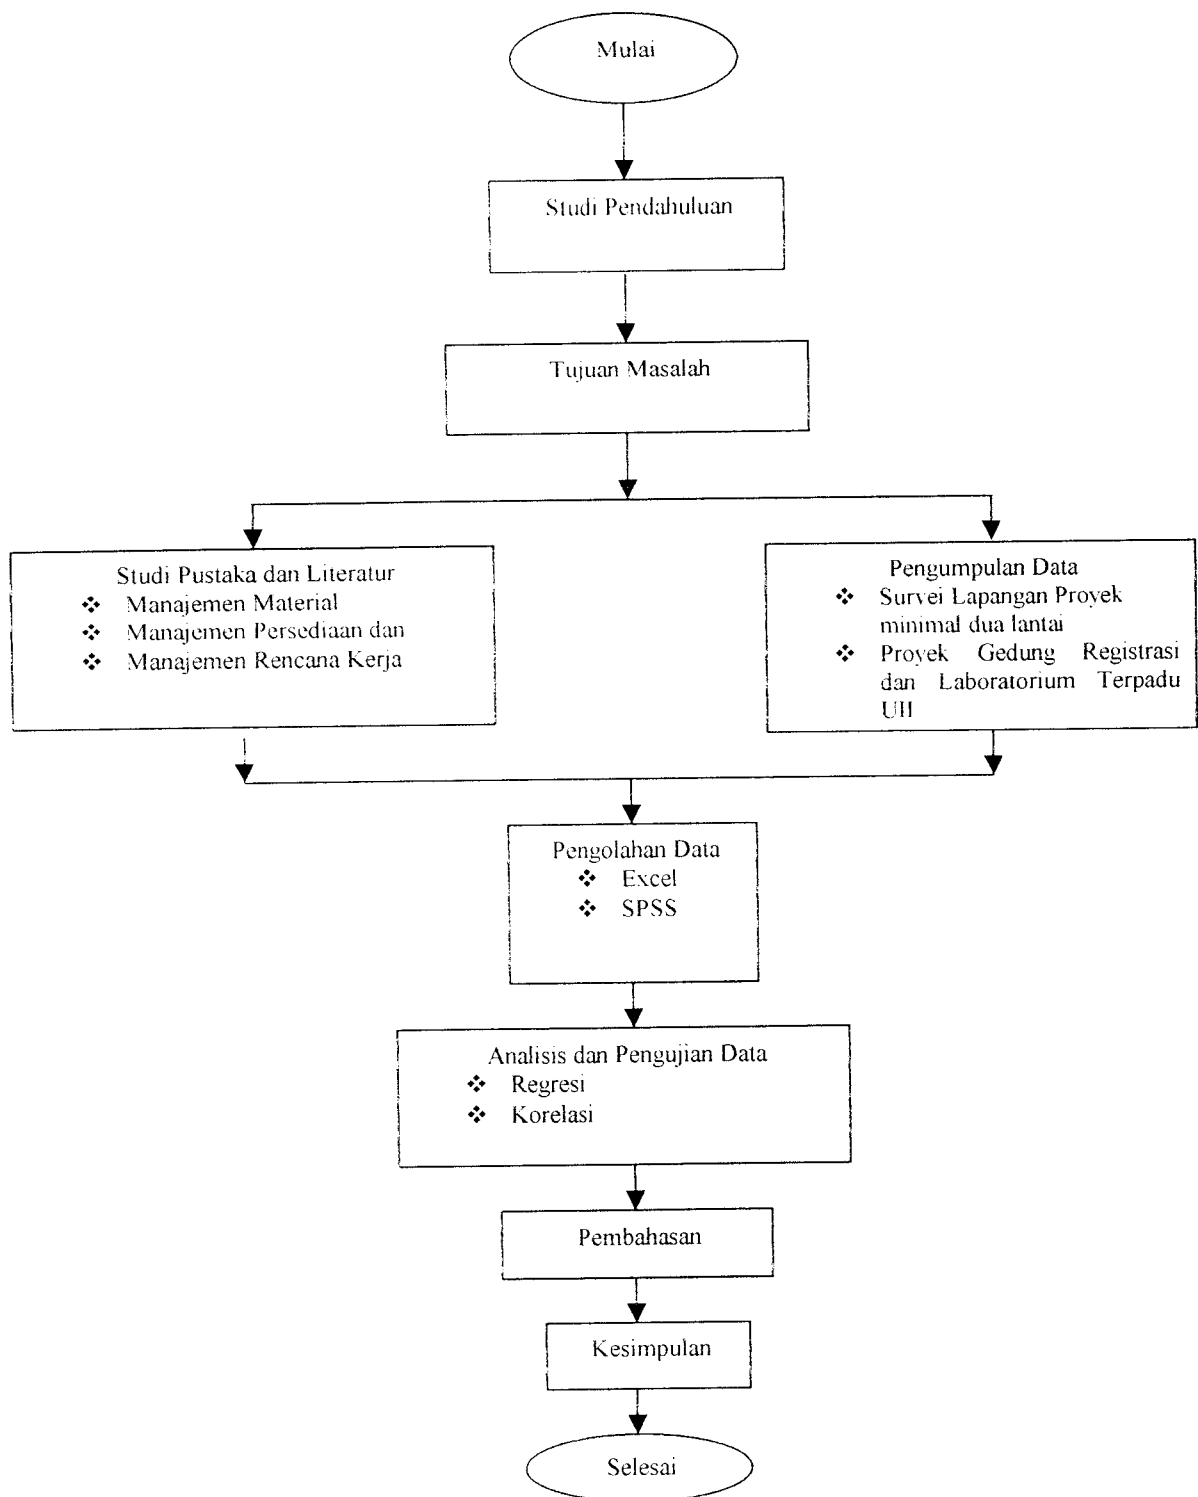 Mulai
Studi Pendahuluan
Tujuan Masalah
Studi Pustaka dan Literatur
❖ Manajemen Material
❖ Manajemen Persediaan dan
❖ Manajemen Rencana Kerja
Pengumpulan Data
❖ Survei Lapangan Proyek
minimal dua lantai
❖ Proyek Gedung Registrasi
dan Laboratorium Terpadu
UII
Pengolahan Data
❖ Excel
❖ SPSS
Analisis dan Pengujian Data
❖ Regresi
❖ Korelasi
Pembahasan
Kesimpulan
Selesai